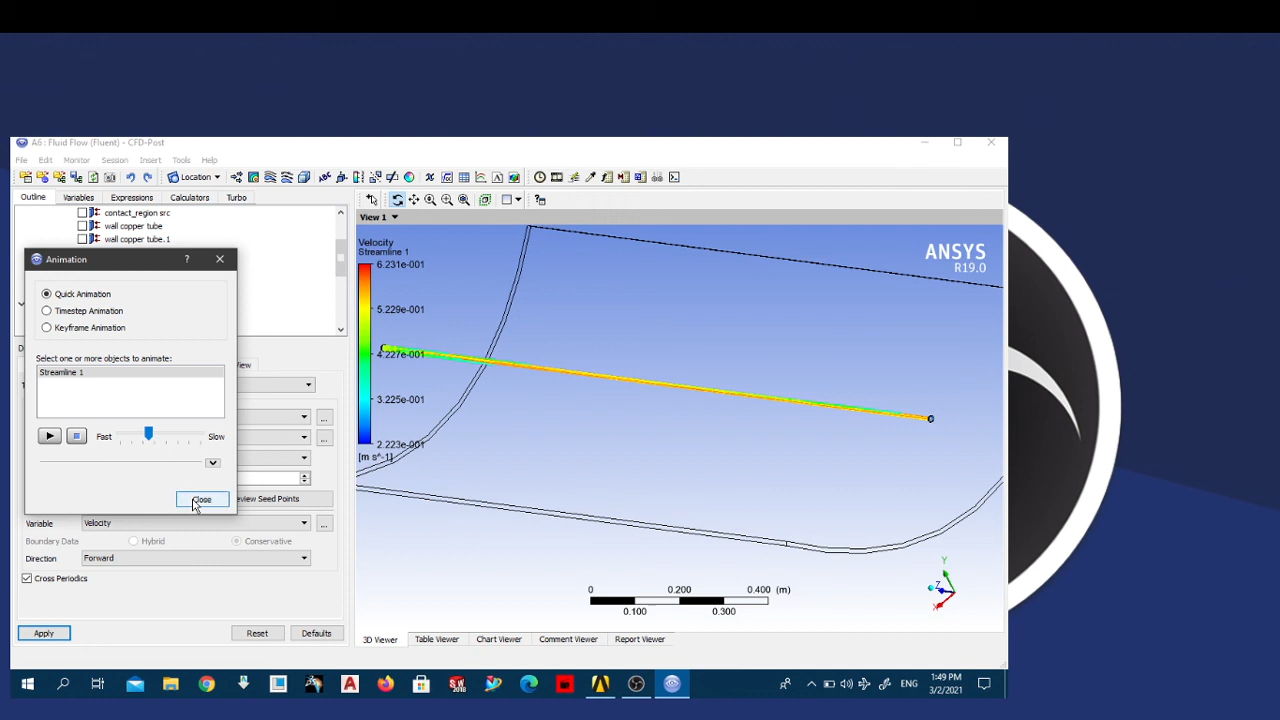 A6 : Fluid Flow (Fluent) - CFD-Post
File Edit Monitor Session Insert Tools Help
Location
Outline Variables Expressions Calculators Turbo
contact_region src
wall copper tube
wall copper tube.1
Animation ? ×
Quick Animation
Timestep Animation
Keyframe Animation
Select one or more objects to animate:
Streamline 1
Fast Slow
Close
...
...
eview Seed Points
Variable Velocity ...
Boundary Data Hybrid Conservative
Direction Forward
Cross Periodics
Apply Reset Defaults
View 1
Velocity
Streamline 1
6.231e-001
5.229e-001
4.227e-001
3.225e-001
2.223e-001
[m s^-1]
ANSYS
R19.0
0 0.200 0.400 (m)
0.100 0.300
Y
Z
X
3D Viewer Table Viewer Chart Viewer Comment Viewer Report Viewer
ENG
1:49 PM
3/2/2021